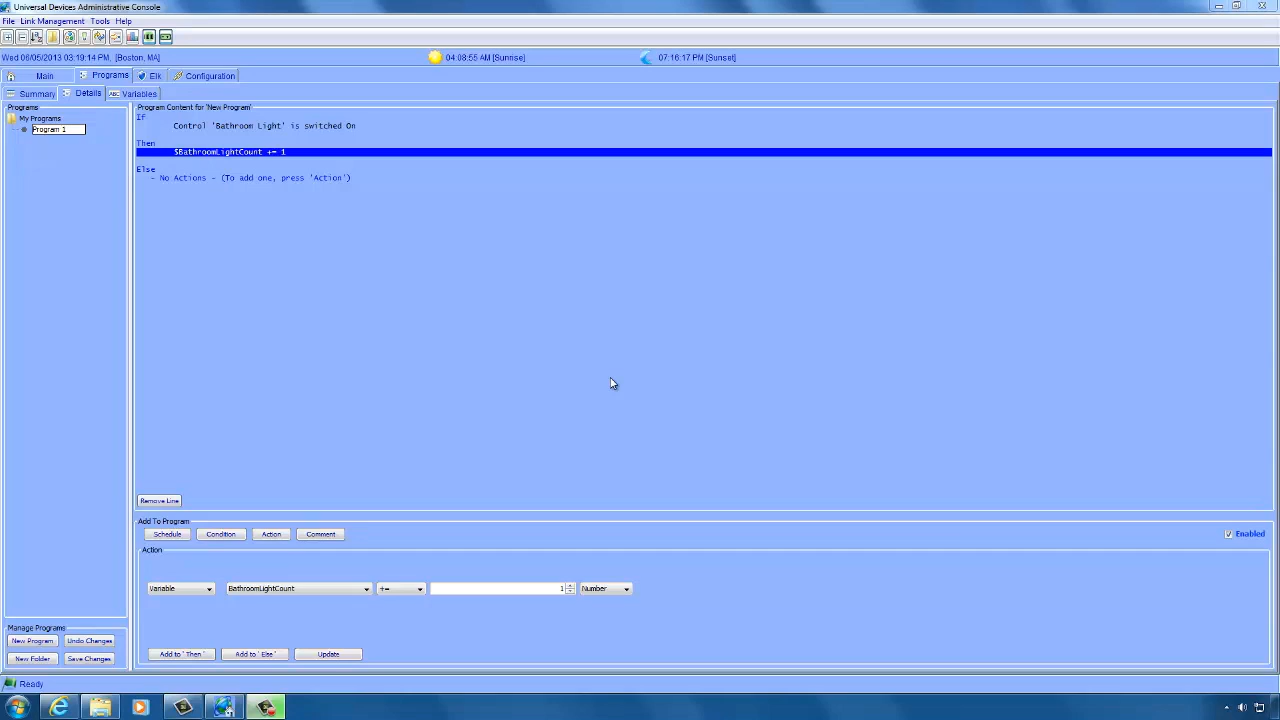 Universal Devices Administrative Console
File Link Management Tools Help
Wed 06/05/2013 03:19:14 PM, [Boston, MA] 04:08:55 AM [Sunrise] 07:16:17 PM [Sunset]
Main Programs Elk Configuration
Summary Details ABC Variables
Programs
My Programs
Program 1
Program Content for 'New Program'
If
Control 'Bathroom Light' is switched On
Then
$BathroomLightCount += 1
Else
- No Actions - (To add one, press 'Action')
Remove Line
Add To Program
Schedule Condition Action Comment Enabled
Action
Variable BathroomLightCount += 1 Number
Add to 'Then' Add to 'Else' Update
Manage Programs
New Program Undo Changes
New Folder Save Changes
Ready